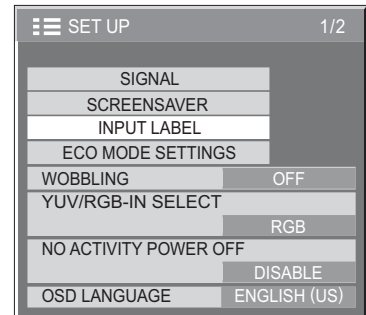 SET UP 1/2
SIGNAL
SCREENSAVER
INPUT LABEL
ECO MODE SETTINGS
WOBBLING OFF
YUV/RGB-IN SELECT
RGB
NO ACTIVITY POWER OFF
DISABLE
OSD LANGUAGE ENGLISH (US)